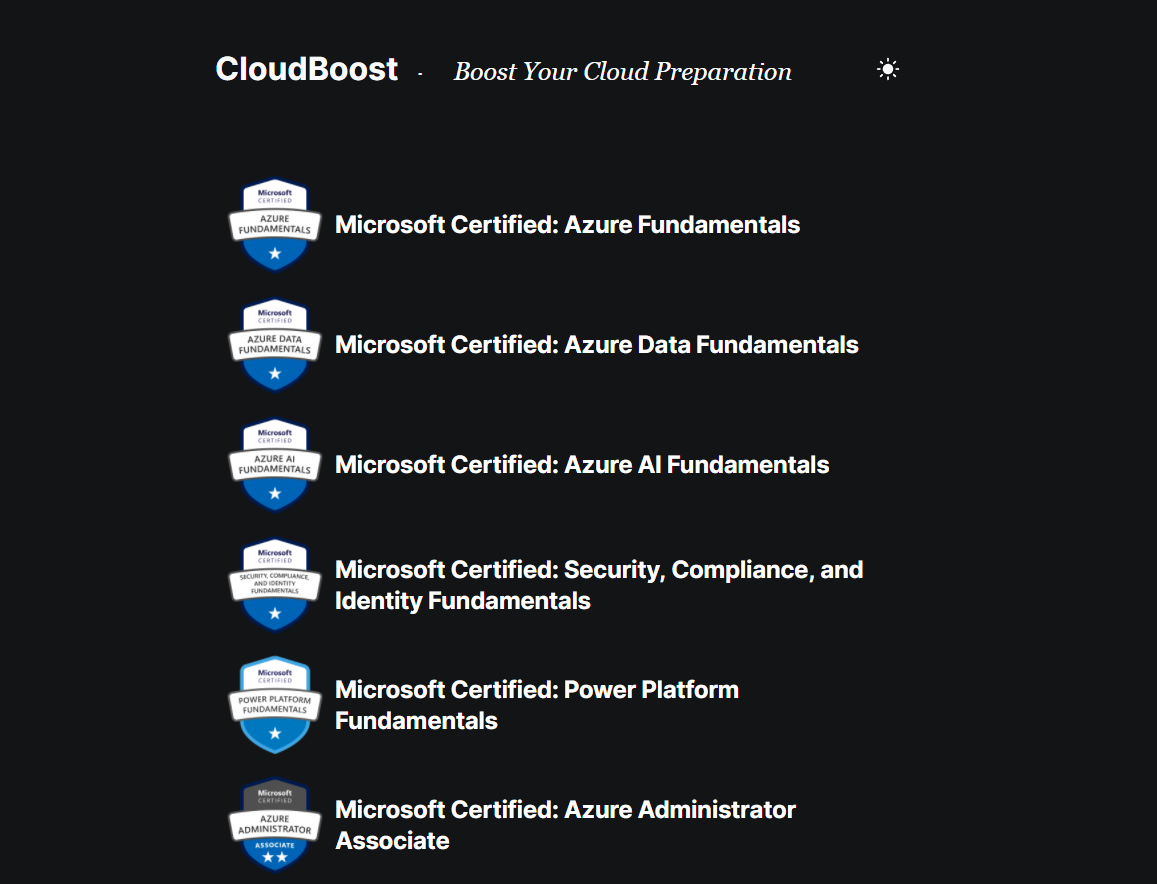 CloudBoost - Boost Your Cloud Preparation
Microsoft
CERTIFIED
AZURE
FUNDAMENTALS
Microsoft Certified: Azure Fundamentals
Microsoft
CERTIFIED
AZURE DATA
FUNDAMENTALS
Microsoft Certified: Azure Data Fundamentals
Microsoft
CERTIFIED
AZURE AI
FUNDAMENTALS
Microsoft Certified: Azure AI Fundamentals
Microsoft
CERTIFIED
SECURITY, COMPLIANCE,
AND IDENTITY
FUNDAMENTALS
Microsoft Certified: Security, Compliance, and
Identity Fundamentals
Microsoft
CERTIFIED
POWER PLATFORM
FUNDAMENTALS
Microsoft Certified: Power Platform
Fundamentals
Microsoft
CERTIFIED
AZURE
ADMINISTRATOR
ASSOCIATE
Microsoft Certified: Azure Administrator
Associate